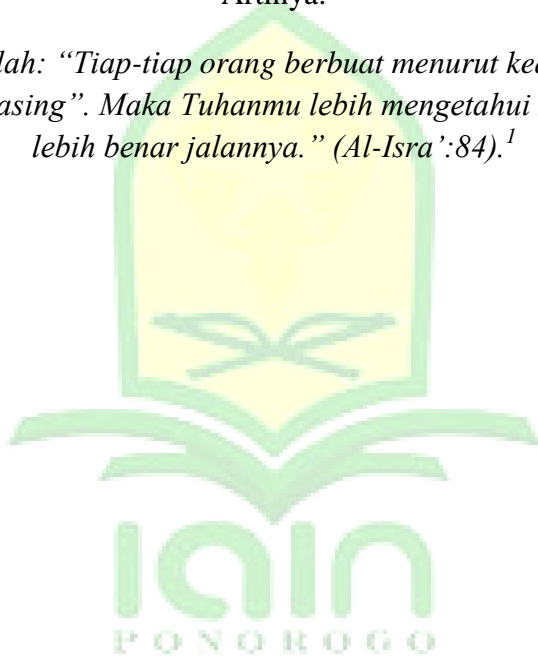 Artinya:
lah: “Tiap-tiap orang berbuat menurut
asing”. Maka Tuhanmu lebih mengetahui
lebih benar jalannya.” (Al-Isra’:84).1
iain
PONOROGO